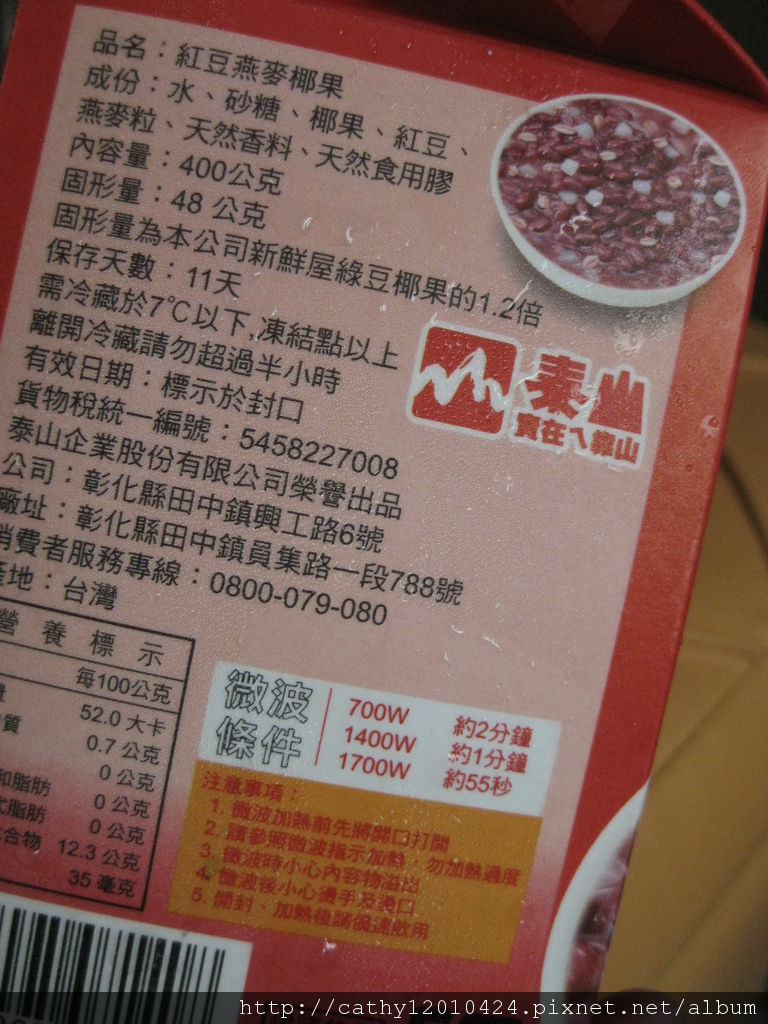 品名：紅豆燕麥椰果
成份：水、砂糖、椰果、紅豆、
燕麥粒、天然香料、天然食用膠
內容量：400公克
固形量：48 公克
固形量為本公司新鮮屋綠豆椰果的1.2倍
保存天數：11天
需冷藏於7℃以下,凍結點以上
離開冷藏請勿超過半小時
有效日期：標示於封口
貨物稅統一編號：5458227008
泰山企業股份有限公司榮譽出品
公司：彰化縣田中鎮興工路6號
廠址：彰化縣田中鎮員集路一段788號
消費者服務專線：0800-079-080
產地：台灣
泰山
實在ㄟ靠山
營養標示
每100公克
52.0 大卡
質 0.7 公克
0 公克
和脂肪 0 公克
式脂肪 0 公克
合物 12.3 公克
35 毫克
微波
條件
700W 約2分鐘
1400W 約1分鐘
1700W 約55秒
注意事項：
1. 微波加熱前先將開口打開
2. 請參照微波指示加熱，勿加熱過度
3. 微波時小心內容物溢出
4. 微波後小心燙手及燙口
5. 開封、加熱後請儘速飲用
http://cathy12010424.pixnet.net/album